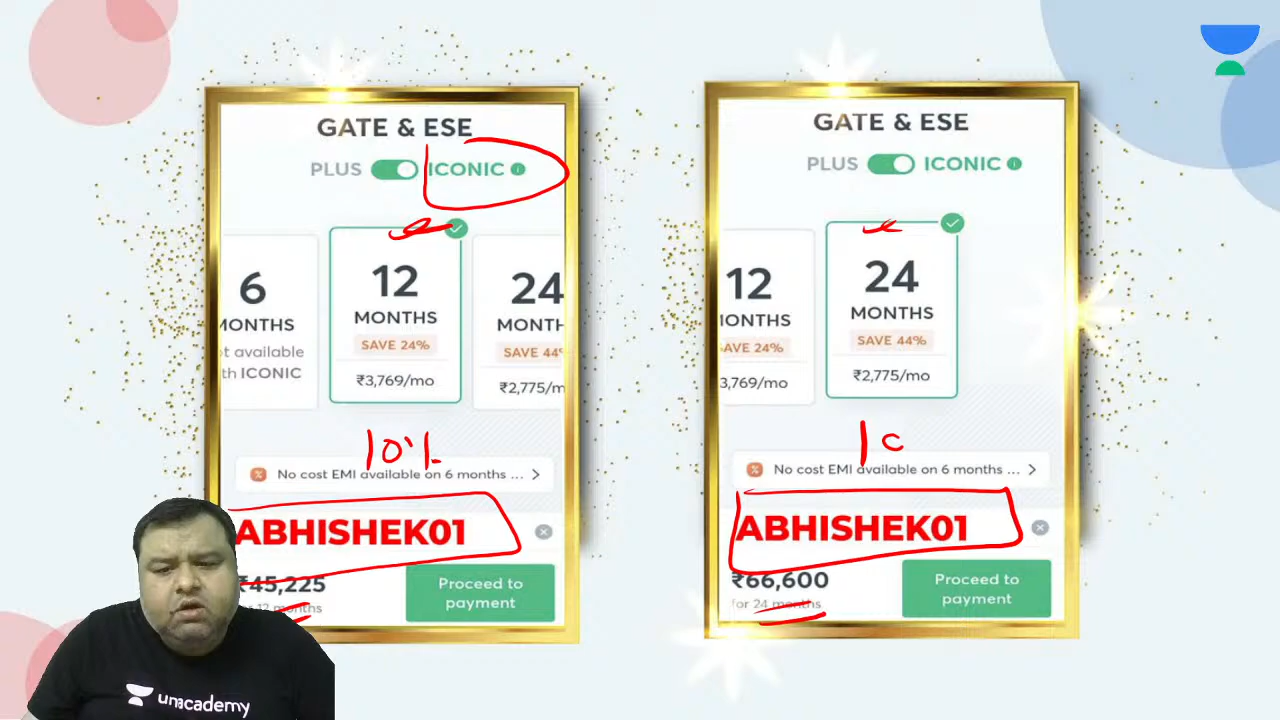 GATE & ESE
PLUS ICONIC
6
MONTHS
t available
th ICONIC
12
MONTHS
SAVE 24%
₹3,769/mo
24
MONTH
SAVE 44%
₹2,775/m
10%
No cost EMI available on 6 months ...
ABHISHEK01
₹45,225
12 months
Proceed to
payment
GATE & ESE
PLUS ICONIC
12
MONTHS
SAVE 24%
3,769/mo
24
MONTHS
SAVE 44%
₹2,775/mo
10
No cost EMI available on 6 months ...
ABHISHEK01
₹66,600
for 24 months
Proceed to
payment
unacademy